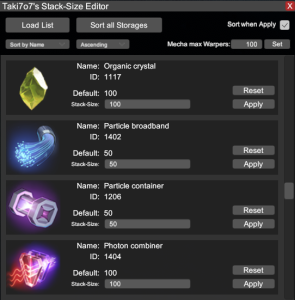 Taki7o7's Stack-Size Editor X
Load List Sort all Storages Sort when Apply
Sort by Name Ascending Mecha max Warpers: 100 Set
Name: Organic crystal
ID: 1117
Default: 100 Reset
Stack-Size: 100 Apply
Name: Particle broadband
ID: 1402
Default: 50 Reset
Stack-Size: 50 Apply
Name: Particle container
ID: 1206
Default: 50 Reset
Stack-Size: 50 Apply
Name: Photon combiner
ID: 1404
Default: 100 Reset
Stack-Size: 100 Apply